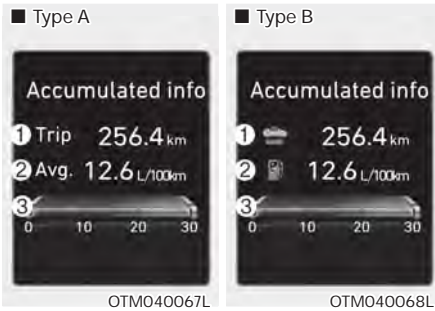 ■ Type A
Accumulated info
① Trip 256.4 km
② Avg. 12.6 L/100km
③
0 10 20 30
OTM040067L
■ Type B
Accumulated info
① 256.4 km
② 12.6 L/100km
③
0 10 20 30
OTM040068L